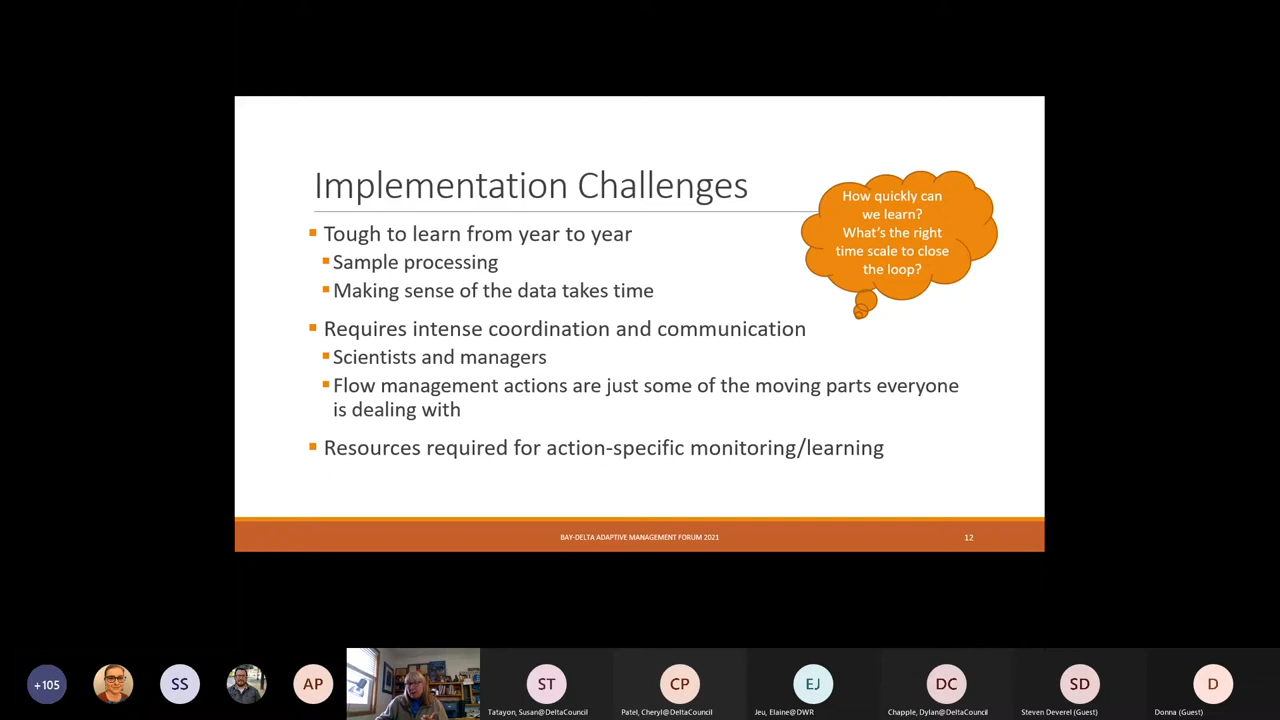 Implementation Challenges
How quickly can
we learn?
What's the right
time scale to close
the loop?
Tough to learn from year to year
Sample processing
Making sense of the data takes time
Requires intense coordination and communication
Scientists and managers
Flow management actions are just some of the moving parts everyone
is dealing with
Resources required for action-specific monitoring/learning
BAY-DELTA ADAPTIVE MANAGEMENT FORUM 2021
12
+105
SS
AP
ST
CP
EJ
DC
SD
D
Tatayon, Susan@DeltaCouncil
Patel, Cheryl@DeltaCouncil
Jeu, Elaine@DWR
Chapple, Dylan@DeltaCouncil
Steven Deverel (Guest)
Donna (Guest)